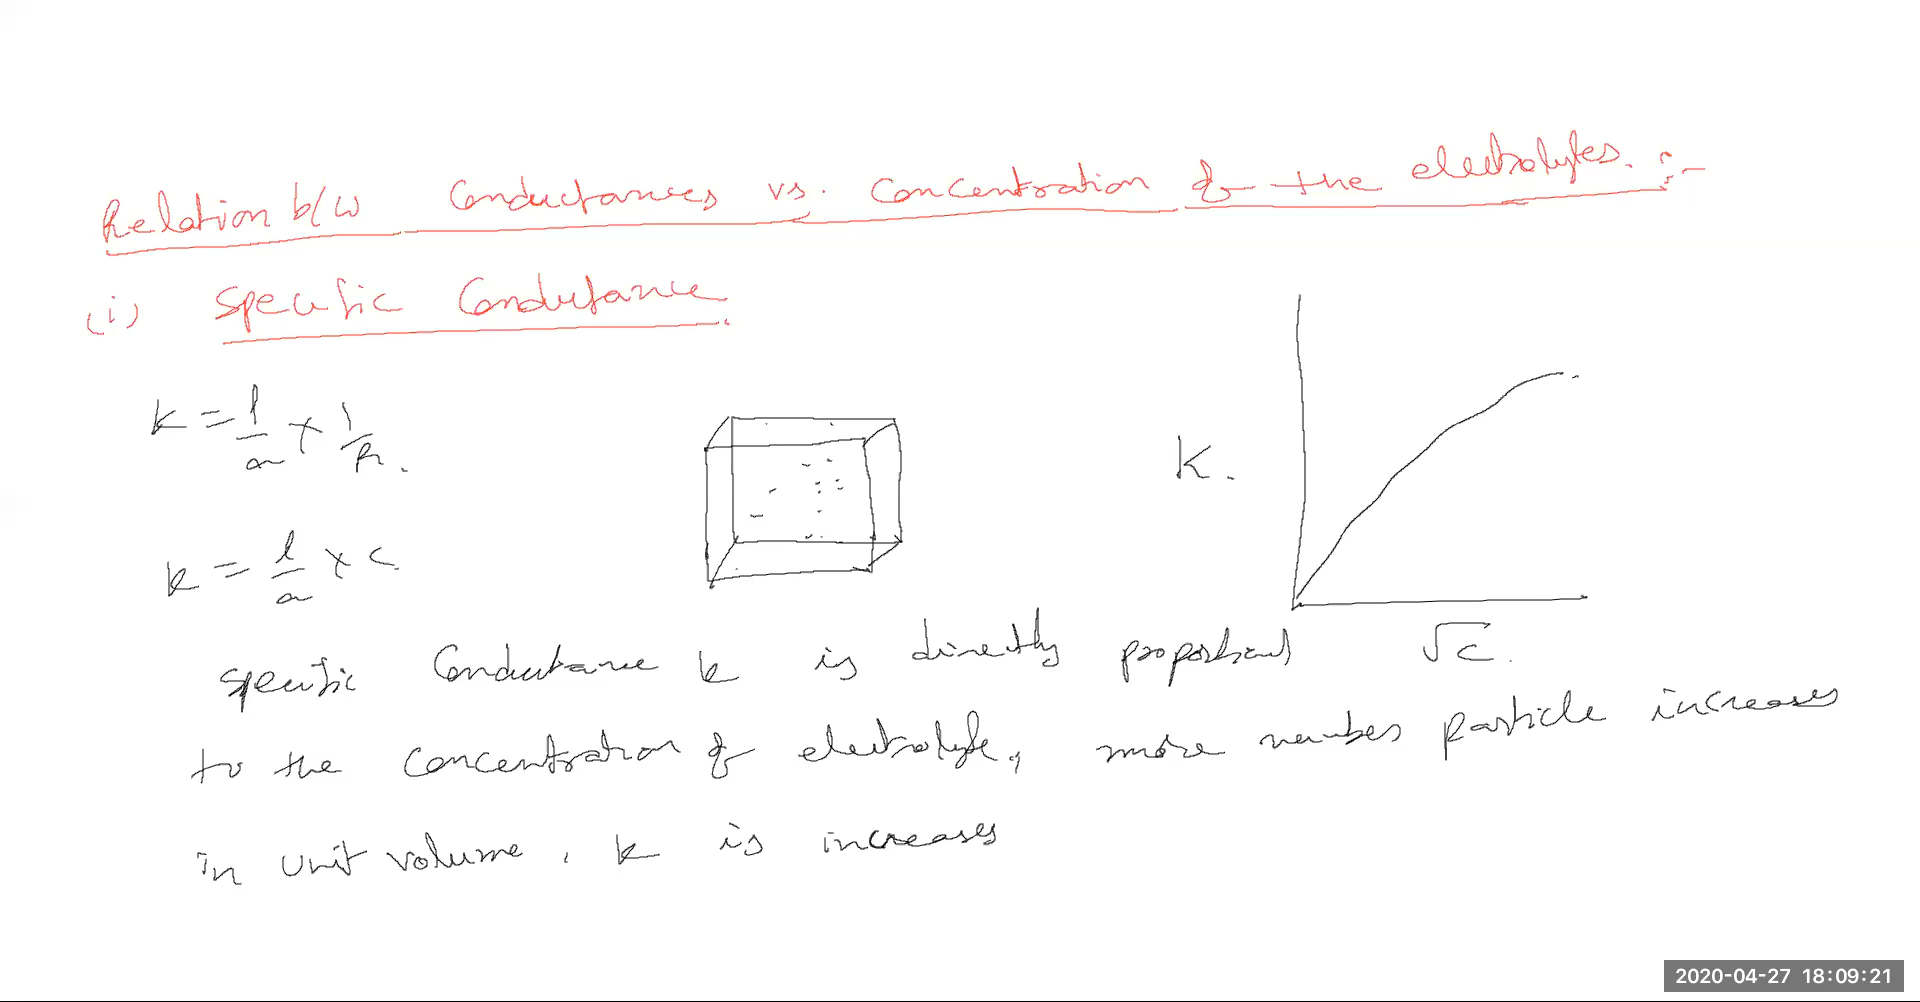 Relation b/w Conductances vs. Concentration of the electrolytes. :-
(i) Specific Conductance.
k = l/a × 1/R.
k = l/a × c
K.
√c.
Specific Conductance k is directly proportional
to the Concentration of electrolyte, more number particle increases
in unit volume, k is increases
2020-04-27 18:09:21